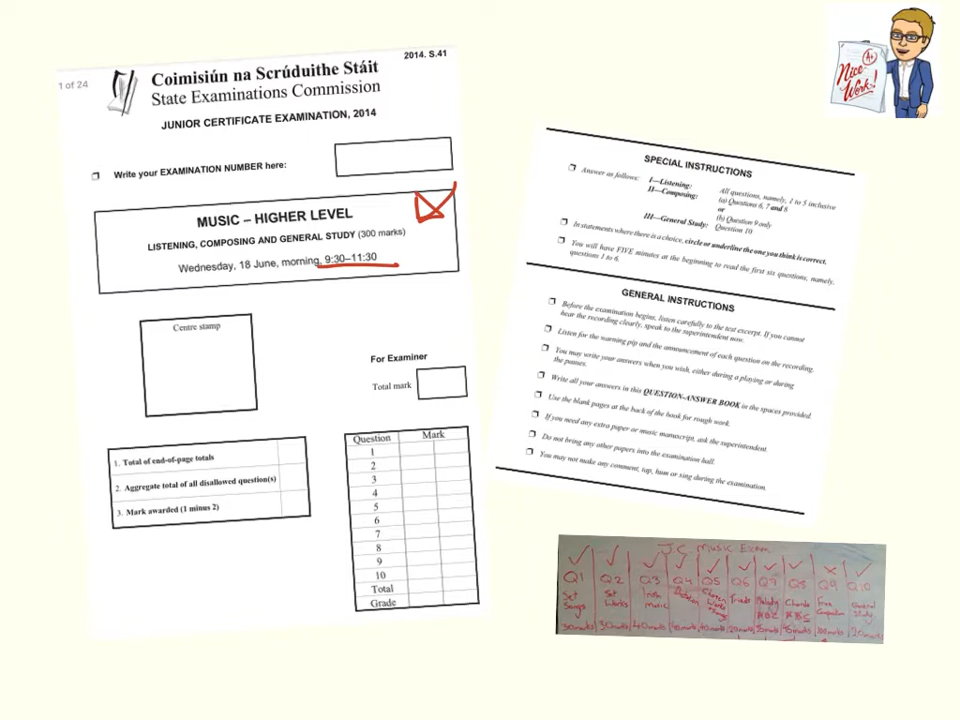 2014. S.41
1 of 24
Coimisiún na Scrúduithe Stáit
State Examinations Commission
JUNIOR CERTIFICATE EXAMINATION, 2014
Write your EXAMINATION NUMBER here:
MUSIC – HIGHER LEVEL
LISTENING, COMPOSING AND GENERAL STUDY (300 marks)
Wednesday, 18 June, morning, 9:30–11:30
Centre stamp
For Examiner
Total mark
1. Total of end-of-page totals
2. Aggregate total of all disallowed question(s)
3. Mark awarded (1 minus 2)
Question Mark
1
2
3
4
5
6
7
8
9
10
Total
Grade
A+
Nice Work!
SPECIAL INSTRUCTIONS
Answer as follows: I—Listening: All questions, namely, 1 to 5 inclusive
II—Composing: (a) Questions 6, 7 and 8
or
(b) Question 9 only
III—General Study: Question 10
In statements where there is a choice, circle or underline the one you think is correct.
You will have FIVE minutes at the beginning to read the first six questions, namely,
questions 1 to 6.
GENERAL INSTRUCTIONS
Before the examination begins, listen carefully to the test excerpt. If you cannot
hear the recording clearly, speak to the superintendent now.
Listen for the warning pip and the announcement of each question on the recording.
You may write your answers when you wish, either during a playing or during
the pauses.
Write all your answers in this QUESTION-ANSWER BOOK in the spaces provided.
Use the blank pages at the back of the book for rough work.
If you need any extra paper or music manuscript, ask the superintendent.
Do not bring any other papers into the examination hall.
You may not make any comment, tap, hum or sing during the examination.
J.C Music Exam
Q1 Q2 Q3 Q4 Q5 Q6 Q7 Q8 Q9 Q10
Set Songs
Set Works
Irish Music
Chosen Works Songs
Triads
Melody ABC
Chords ABC
Free Composition
General Study
30marks 30marks 40marks 40marks 40marks 20marks 100marks 20marks